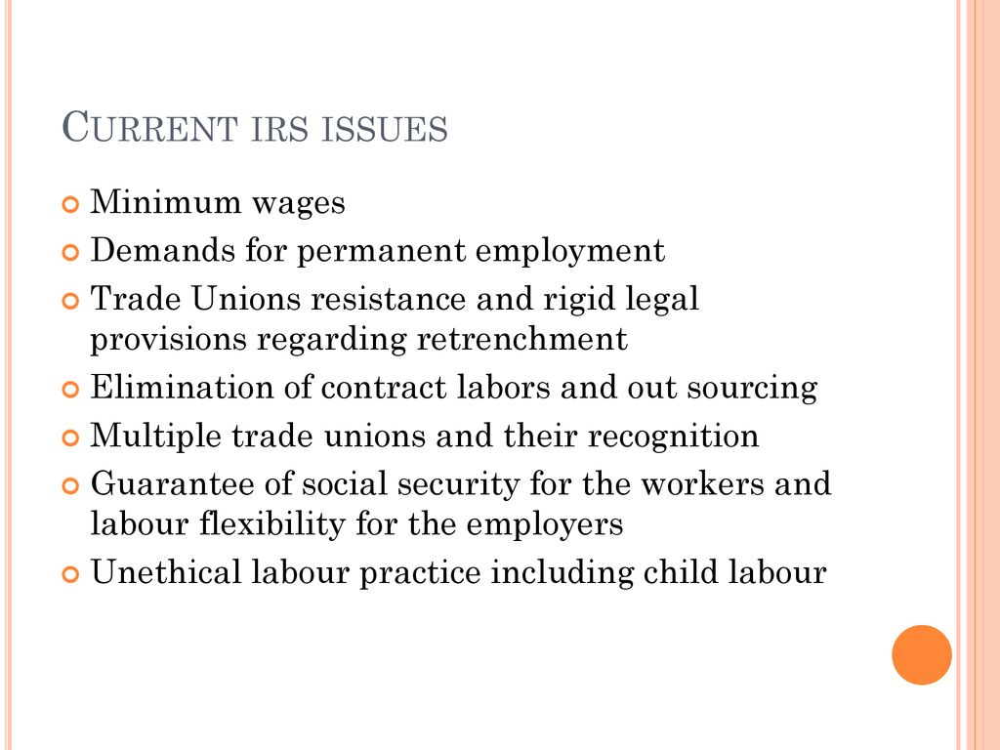 CURRENT IRS ISSUES
Minimum wages
Demands for permanent employment
Trade Unions resistance and rigid legal
provisions regarding retrenchment
Elimination of contract labors and out sourcing
Multiple trade unions and their recognition
Guarantee of social security for the workers and
labour flexibility for the employers
Unethical labour practice including child labour